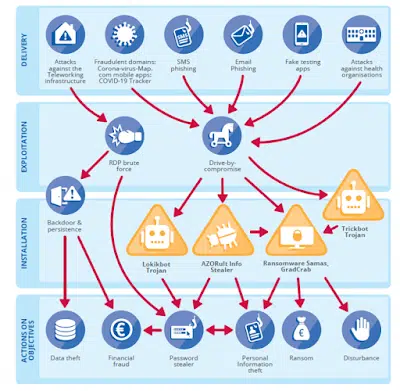 DELIVERY
Attacks
against the
Teleworking
infrastructure
Fraudulent domains:
Corona-virus-Map.
com mobile apps:
COVID-19 Tracker
SMS
phishing
Email
Phishing
Fake testing
apps
Attacks
against health
organisations
EXPLOITATION
RDP brute
force
Drive-by-
compromise
INSTALLATION
Backdoor &
persistence
Lokikbot
Trojan
AZORult Info
Stealer
Ransomware Samas,
GradCrab
Trickbot
Trojan
ACTIONS ON
OBJECTIVES
Data theft
Financial
fraud
Password
stealer
Personal
Information
theft
Ransom
Disturbance